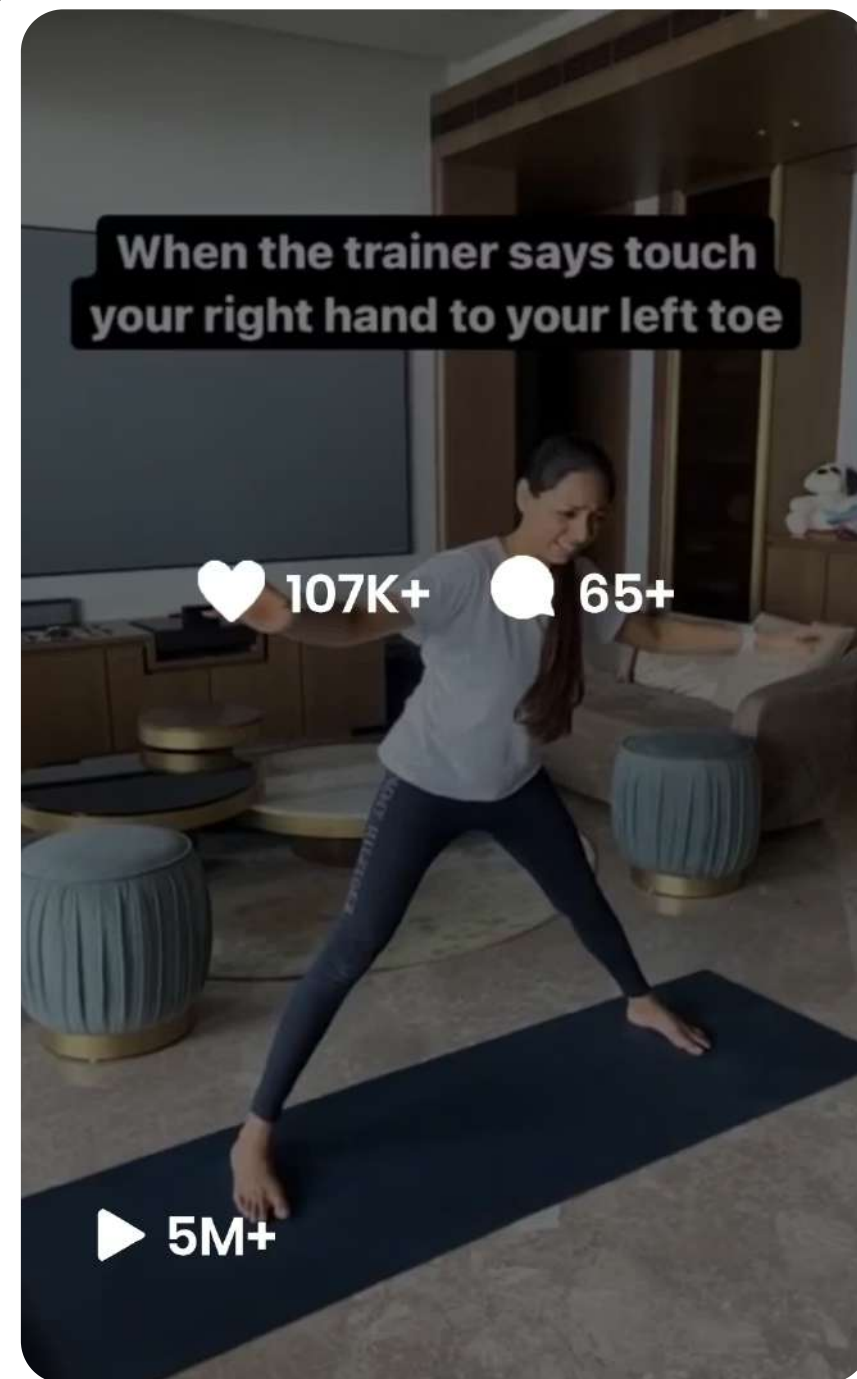 When the trainer says touch
your right hand to your left toe
107K+ 65+
5M+